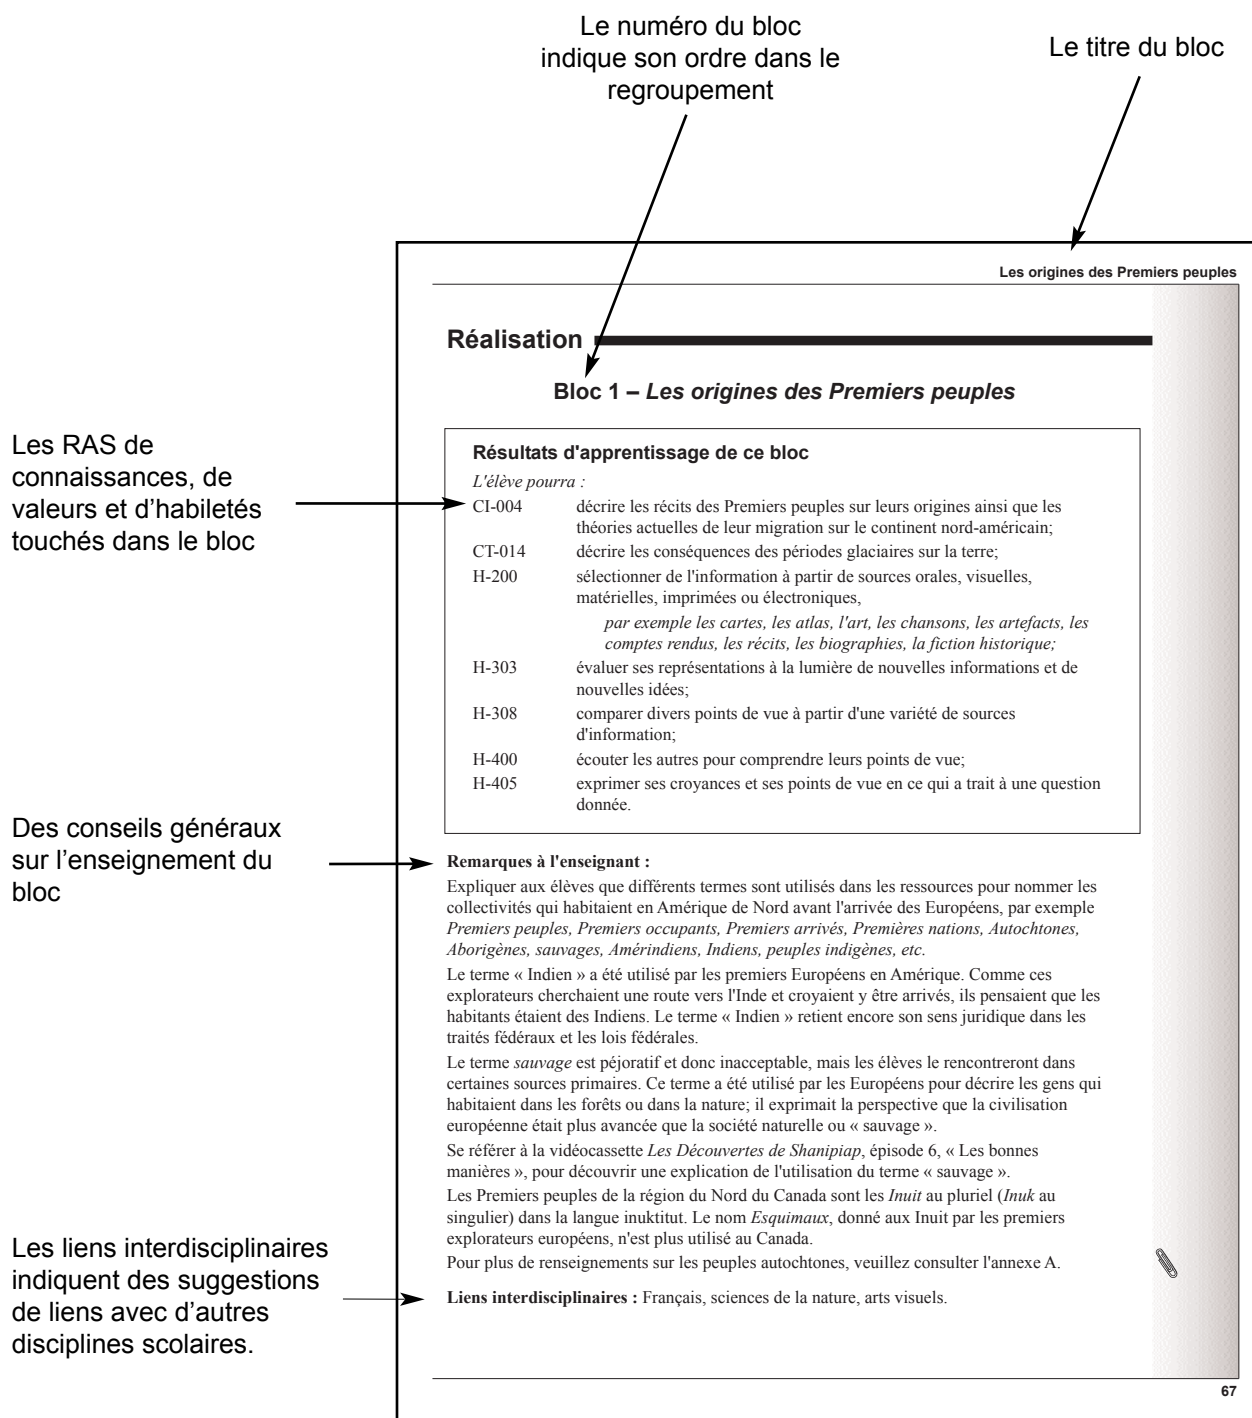 Le numéro du bloc
indique son ordre dans le
regroupement
Le titre du bloc
Les origines des Premiers peuples
Réalisation
Bloc 1 – Les origines des Premiers peuples
Les RAS de
connaissances, de
valeurs et d’habiletés
touchés dans le bloc
Résultats d'apprentissage de ce bloc
L'élève pourra :
CI-004 décrire les récits des Premiers peuples sur leurs origines ainsi que les
théories actuelles de leur migration sur le continent nord-américain;
CT-014 décrire les conséquences des périodes glaciaires sur la terre;
H-200 sélectionner de l'information à partir de sources orales, visuelles,
matérielles, imprimées ou électroniques,
par exemple les cartes, les atlas, l'art, les chansons, les artefacts, les
comptes rendus, les récits, les biographies, la fiction historique;
H-303 évaluer ses représentations à la lumière de nouvelles informations et de
nouvelles idées;
H-308 comparer divers points de vue à partir d'une variété de sources
d'information;
H-400 écouter les autres pour comprendre leurs points de vue;
H-405 exprimer ses croyances et ses points de vue en ce qui a trait à une question
donnée.
Des conseils généraux
sur l’enseignement du
bloc
Remarques à l'enseignant :
Expliquer aux élèves que différents termes sont utilisés dans les ressources pour nommer les
collectivités qui habitaient en Amérique de Nord avant l'arrivée des Européens, par exemple
Premiers peuples, Premiers occupants, Premiers arrivés, Premières nations, Autochtones,
Aborigènes, sauvages, Amérindiens, Indiens, peuples indigènes, etc.
Le terme « Indien » a été utilisé par les premiers Européens en Amérique. Comme ces
explorateurs cherchaient une route vers l'Inde et croyaient y être arrivés, ils pensaient que les
habitants étaient des Indiens. Le terme « Indien » retient encore son sens juridique dans les
traités fédéraux et les lois fédérales.
Le terme sauvage est péjoratif et donc inacceptable, mais les élèves le rencontreront dans
certaines sources primaires. Ce terme a été utilisé par les Européens pour décrire les gens qui
habitaient dans les forêts ou dans la nature; il exprimait la perspective que la civilisation
européenne était plus avancée que la société naturelle ou « sauvage ».
Se référer à la vidéocassette Les Découvertes de Shanipiap, épisode 6, « Les bonnes
manières », pour découvrir une explication de l'utilisation du terme « sauvage ».
Les Premiers peuples de la région du Nord du Canada sont les Inuit au pluriel (Inuk au
singulier) dans la langue inuktitut. Le nom Esquimaux, donné aux Inuit par les premiers
explorateurs européens, n'est plus utilisé au Canada.
Pour plus de renseignements sur les peuples autochtones, veuillez consulter l'annexe A.
Les liens interdisciplinaires
indiquent des suggestions
de liens avec d’autres
disciplines scolaires.
Liens interdisciplinaires : Français, sciences de la nature, arts visuels.
67